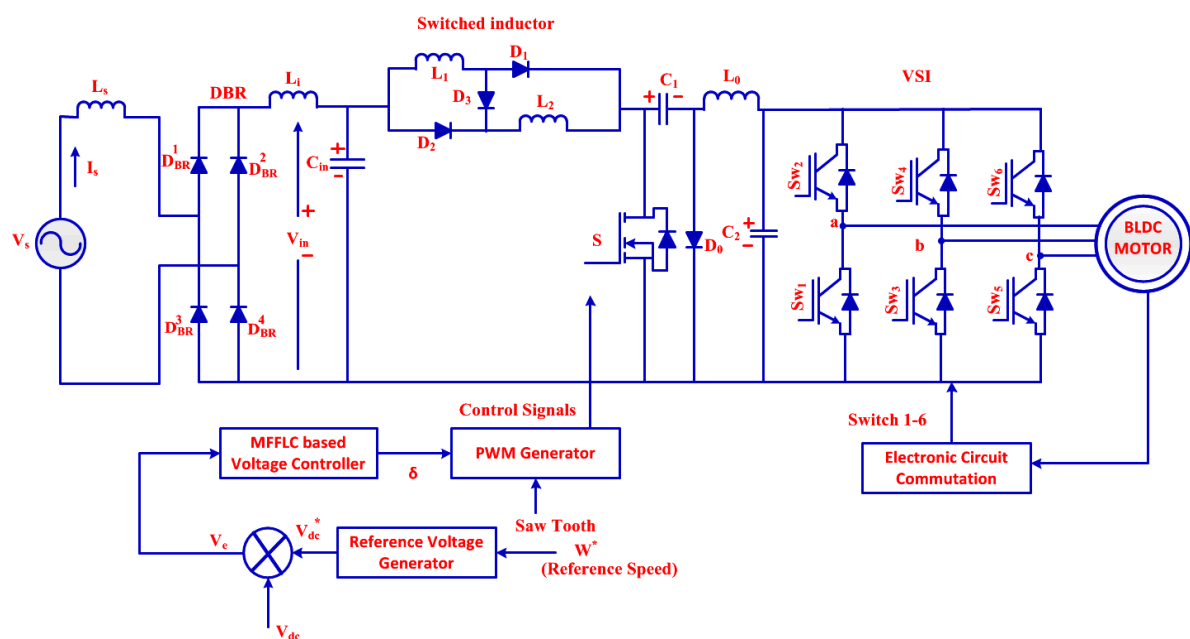 Switched inductor
D₁
L₁
D₃
L₂
D₂
C₁
+ −
L₀
VSI
Lₛ
DBR
Lᵢ
D¹BR
D²BR
Iₛ
Vₛ
+
Cin
−
+
Vin
−
D³BR
D⁴BR
S
D₀
C₂
+
−
Sw₂
Sw₄
Sw₆
a
b
c
Sw₁
Sw₃
Sw₅
BLDC
MOTOR
Control Signals
Switch 1-6
MFFLC based
Voltage Controller
δ
PWM Generator
Electronic Circuit
Commutation
Saw Tooth
Vₑ
Vdc*
Reference Voltage
Generator
W*
(Reference Speed)
Vdc